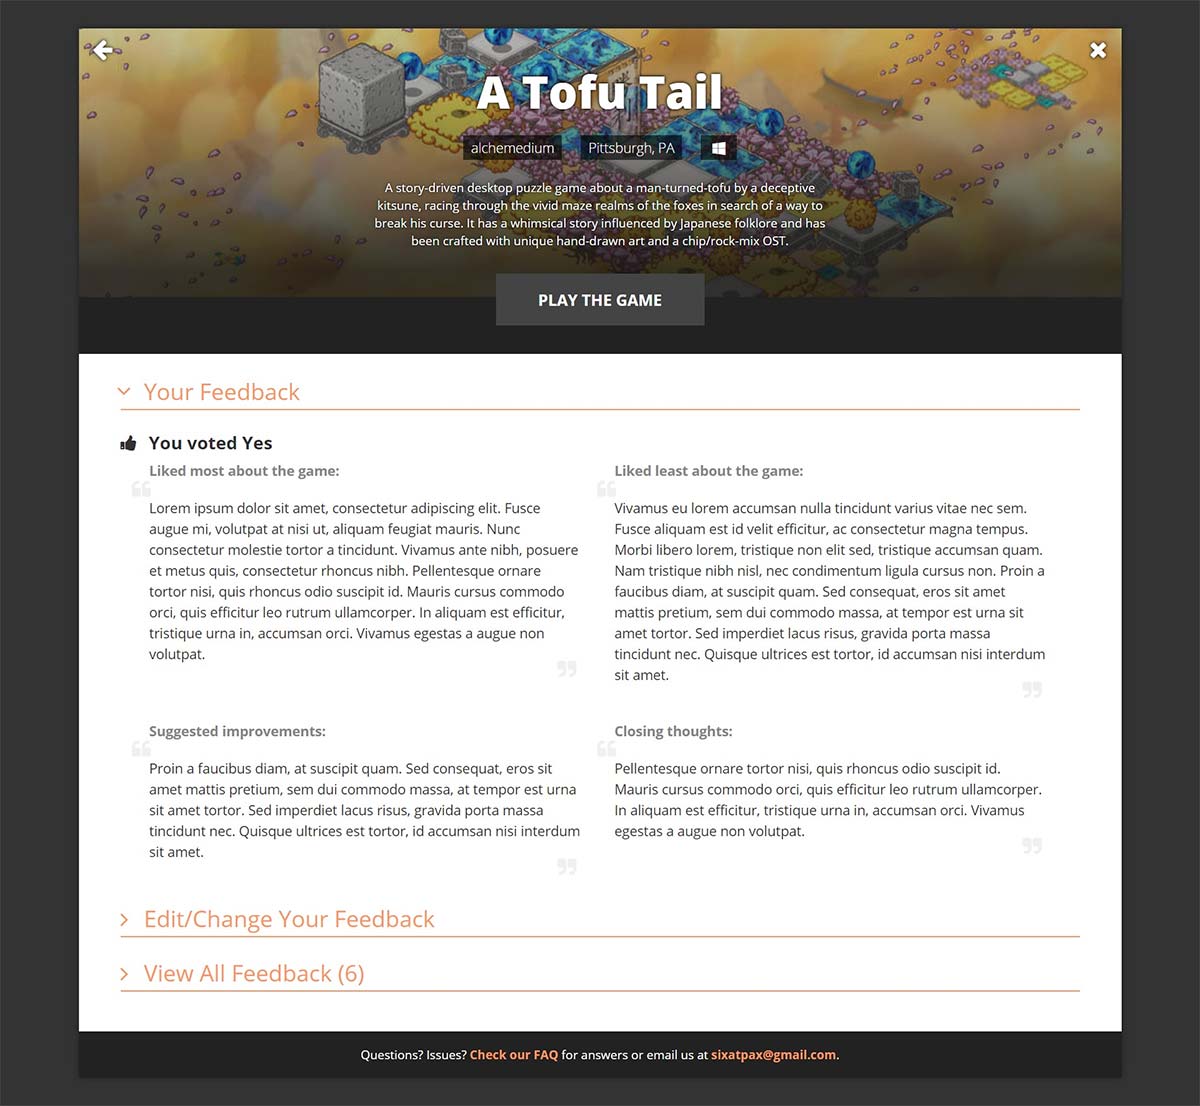 A Tofu Tail
alchemedium
Pittsburgh, PA
A story-driven desktop puzzle game about a man-turned-tofu by a deceptive
kitsune, racing through the vivid maze realms of the foxes in search of a way to
break his curse. It has a whimsical story influenced by Japanese folklore and has
been crafted with unique hand-drawn art and a chip/rock-mix OST.
PLAY THE GAME
Your Feedback
You voted Yes
Liked most about the game:
Lorem ipsum dolor sit amet, consectetur adipiscing elit. Fusce
augue mi, volutpat at nisi ut, aliquam feugiat mauris. Nunc
consectetur molestie tortor a tincidunt. Vivamus ante nibh, posuere
et metus quis, consectetur rhoncus nibh. Pellentesque ornare
tortor nisi, quis rhoncus odio suscipit id. Mauris cursus commodo
orci, quis efficitur leo rutrum ullamcorper. In aliquam est efficitur,
tristique urna in, accumsan orci. Vivamus egestas a augue non
volutpat.
Liked least about the game:
Vivamus eu lorem accumsan nulla tincidunt varius vitae nec sem.
Fusce aliquam est id velit efficitur, ac consectetur magna tempus.
Morbi libero lorem, tristique non elit sed, tristique accumsan quam.
Nam tristique nibh nisl, nec condimentum ligula cursus non. Proin a
faucibus diam, at suscipit quam. Sed consequat, eros sit amet
mattis pretium, sem dui commodo massa, at tempor est urna sit
amet tortor. Sed imperdiet lacus risus, gravida porta massa
tincidunt nec. Quisque ultrices est tortor, id accumsan nisi interdum
sit amet.
Suggested improvements:
Proin a faucibus diam, at suscipit quam. Sed consequat, eros sit
amet mattis pretium, sem dui commodo massa, at tempor est urna
sit amet tortor. Sed imperdiet lacus risus, gravida porta massa
tincidunt nec. Quisque ultrices est tortor, id accumsan nisi interdum
sit amet.
Closing thoughts:
Pellentesque ornare tortor nisi, quis rhoncus odio suscipit id.
Mauris cursus commodo orci, quis efficitur leo rutrum ullamcorper.
In aliquam est efficitur, tristique urna in, accumsan orci. Vivamus
egestas a augue non volutpat.
Edit/Change Your Feedback
View All Feedback (6)
Questions? Issues? Check our FAQ for answers or email us at sixatpax@gmail.com.